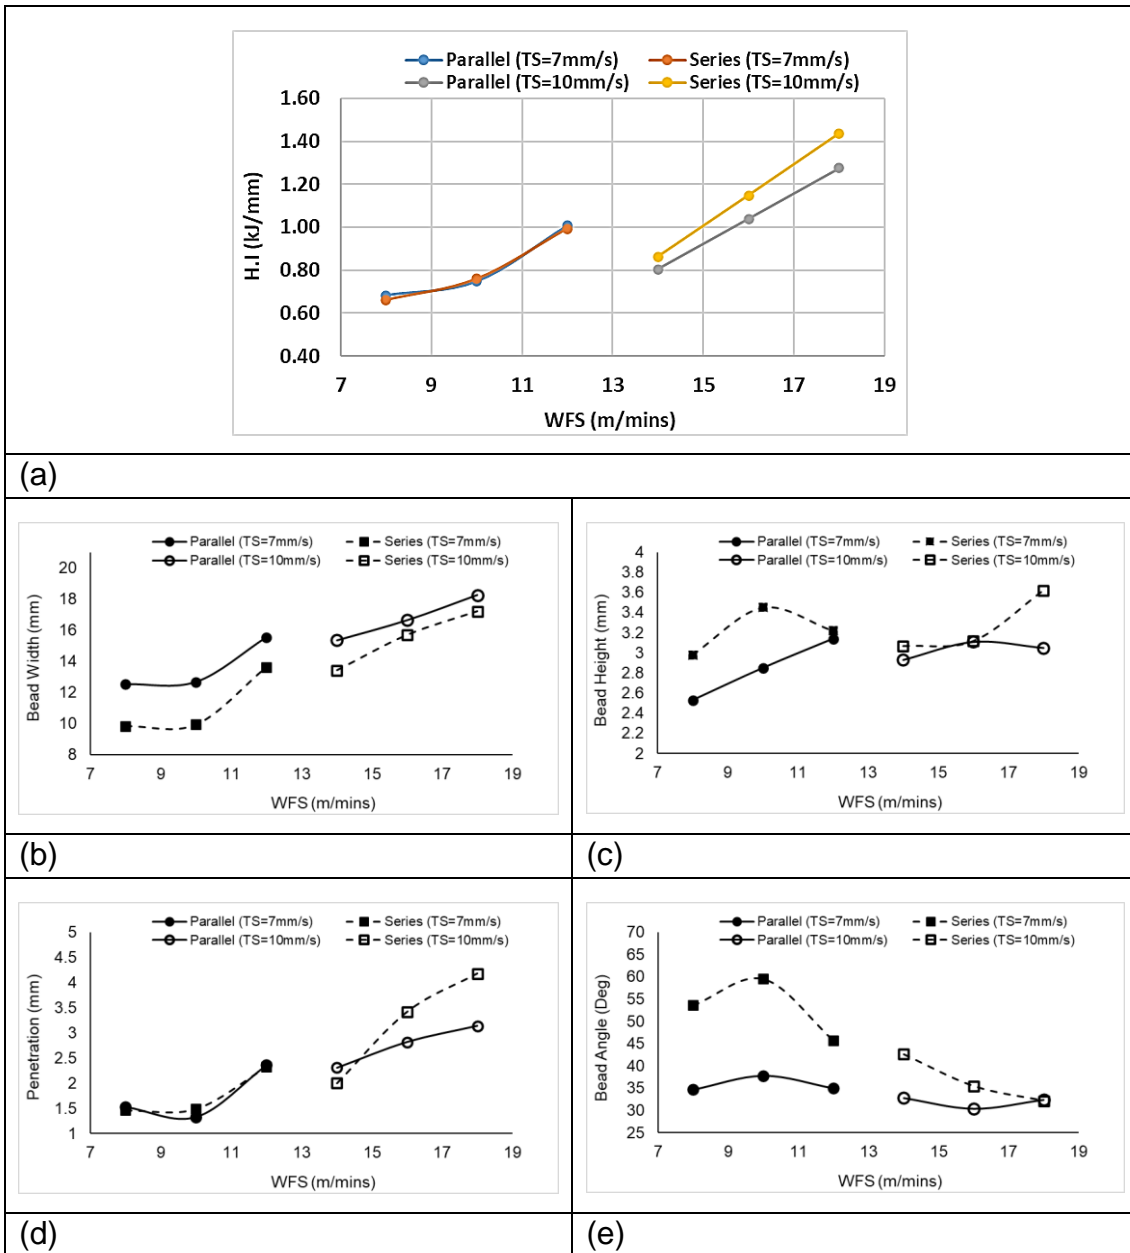 Parallel (TS=7mm/s) Series (TS=7mm/s)
Parallel (TS=10mm/s) Series (TS=10mm/s)
1.60
1.40
1.20
1.00
0.80
0.60
0.40
H.I (kJ/mm)
7 9 11 13 15 17 19
WFS (m/mins)
(a)
Parallel (TS=7mm/s) Series (TS=7mm/s)
Parallel (TS=10mm/s) Series (TS=10mm/s)
20
18
16
14
12
10
8
Bead Width (mm)
7 9 11 13 15 17 19
WFS (m/mins)
(b)
Parallel (TS=7mm/s) Series (TS=7mm/s)
Parallel (TS=10mm/s) Series (TS=10mm/s)
4
3.8
3.6
3.4
3.2
3
2.8
2.6
2.4
2.2
2
Bead Height (mm)
7 9 11 13 15 17 19
WFS (m/mins)
(c)
Parallel (TS=7mm/s) Series (TS=7mm/s)
Parallel (TS=10mm/s) Series (TS=10mm/s)
5
4.5
4
3.5
3
2.5
2
1.5
1
Penetration (mm)
7 9 11 13 15 17 19
WFS (m/mins)
(d)
Parallel (TS=7mm/s) Series (TS=7mm/s)
Parallel (TS=10mm/s) Series (TS=10mm/s)
70
65
60
55
50
45
40
35
30
25
Bead Angle (Deg)
7 9 11 13 15 17 19
WFS (m/mins)
(e)